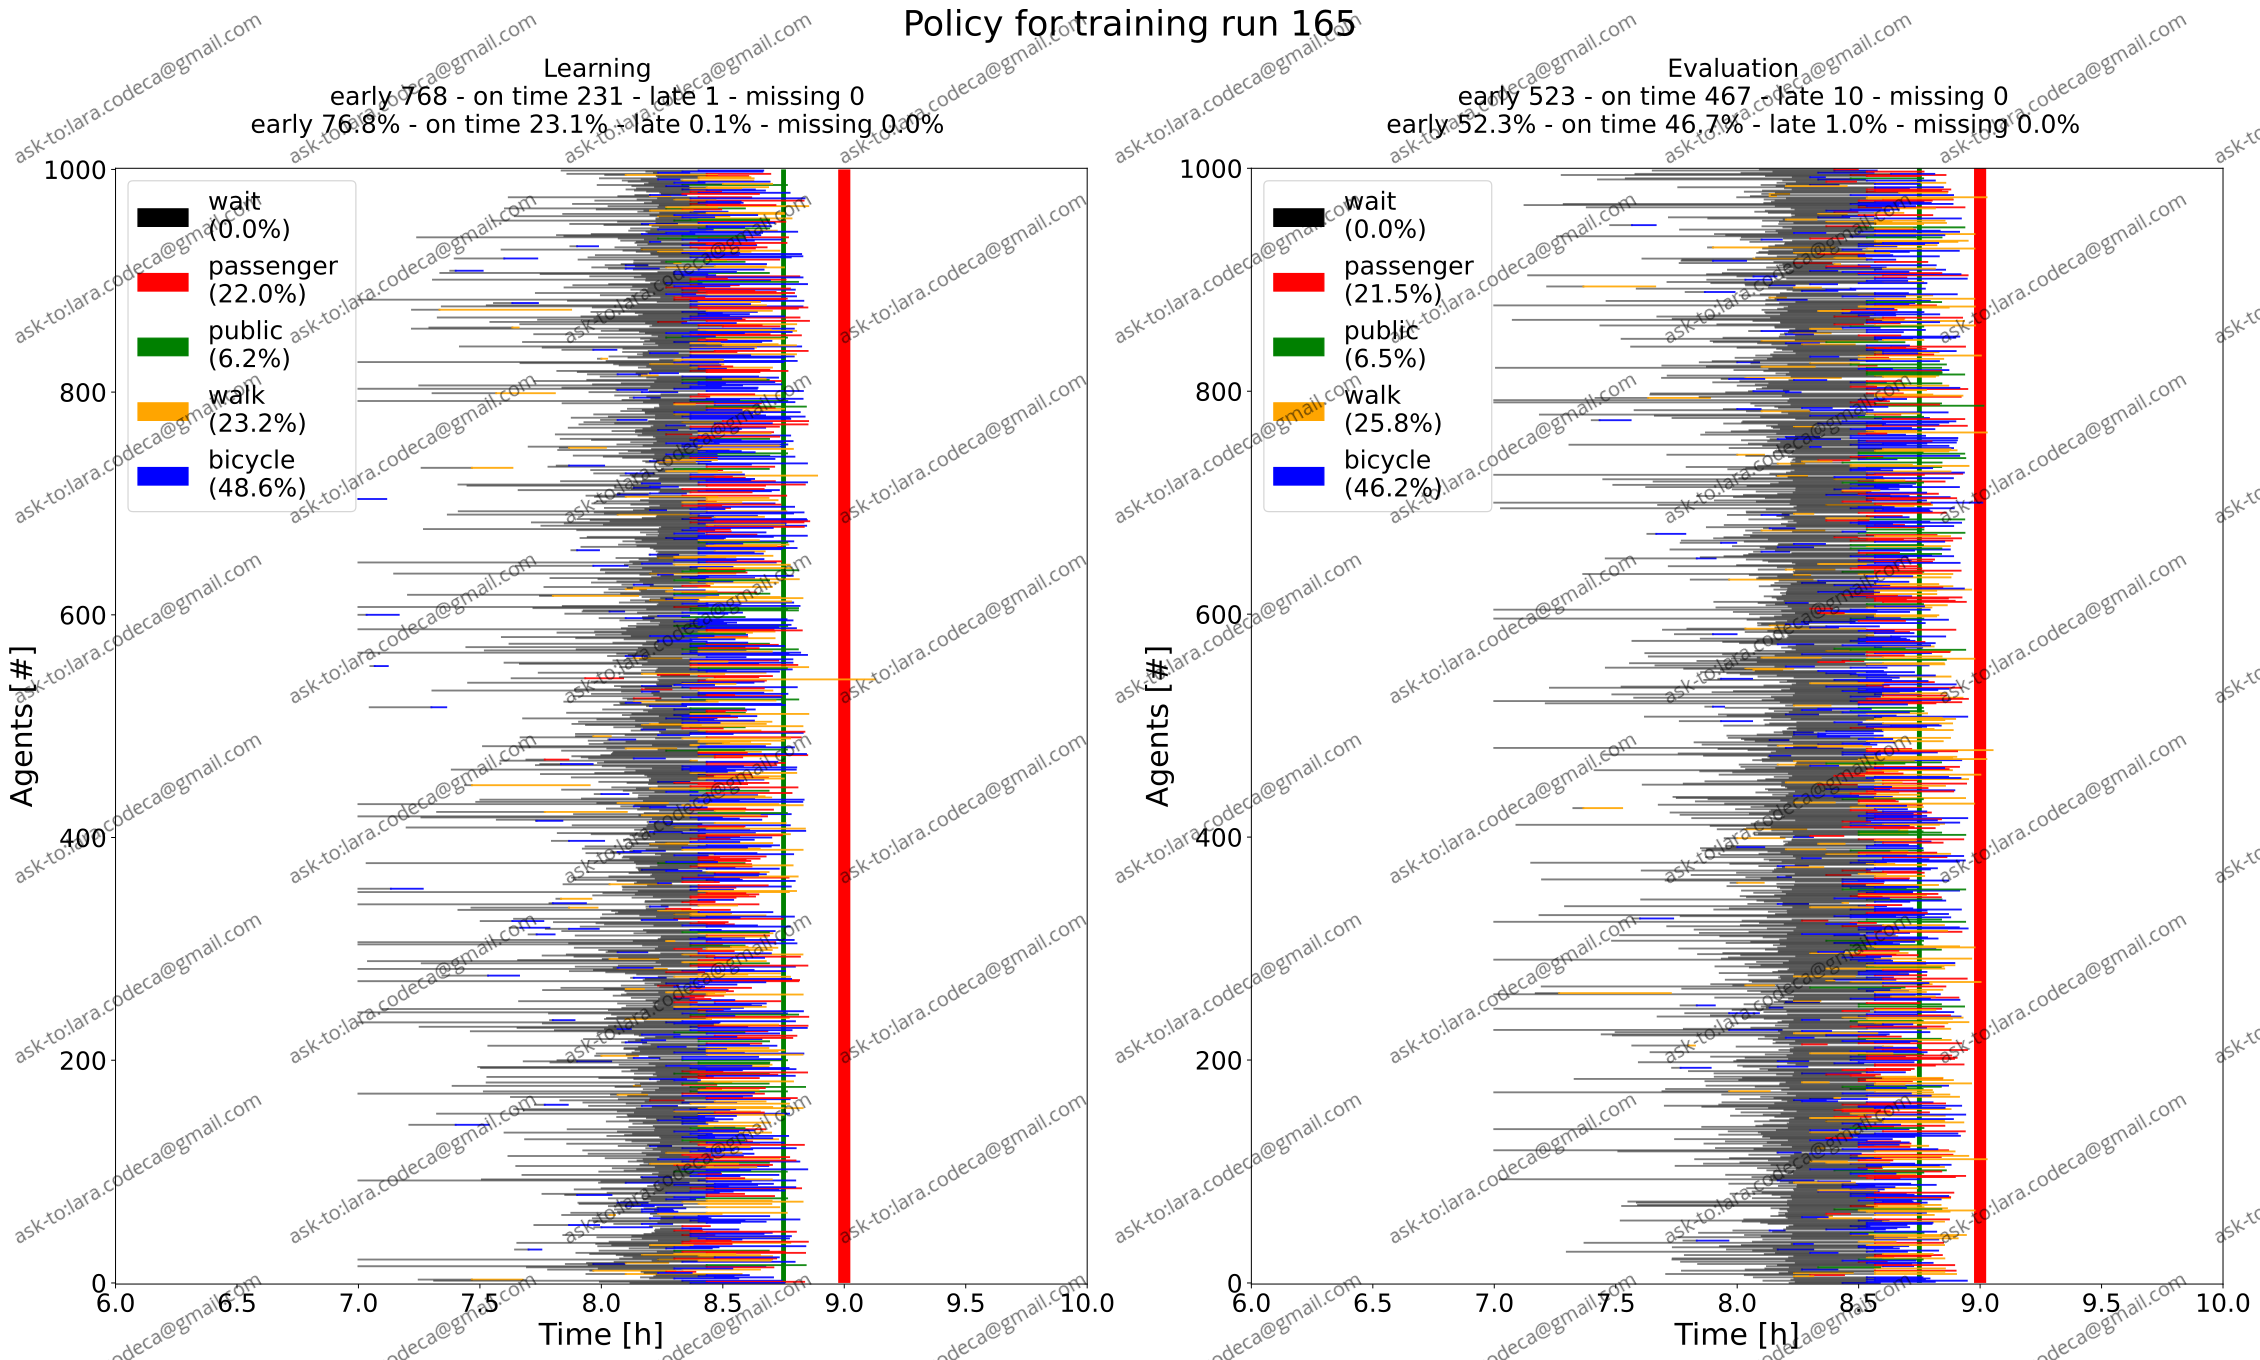 Policy for training run 165
Learning
early 768 - on time 231 - late 1 - missing 0
early 76.8% - on time 23.1% - late 0.1% - missing 0.0%
1000
800
600
400
200
0
Agents [#]
wait
(0.0%)
passenger
(22.0%)
public
(6.2%)
walk
(23.2%)
bicycle
(48.6%)
6.0 6.5 7.0 7.5 8.0 8.5 9.0 9.5 10.0
Time [h]
Evaluation
early 523 - on time 467 - late 10 - missing 0
early 52.3% - on time 46.7% - late 1.0% - missing 0.0%
1000
800
600
400
200
0
Agents [#]
wait
(0.0%)
passenger
(21.5%)
public
(6.5%)
walk
(25.8%)
bicycle
(46.2%)
6.0 6.5 7.0 7.5 8.0 8.5 9.0 9.5 10.0
Time [h]
ask-to:lara.codeca@gmail.com